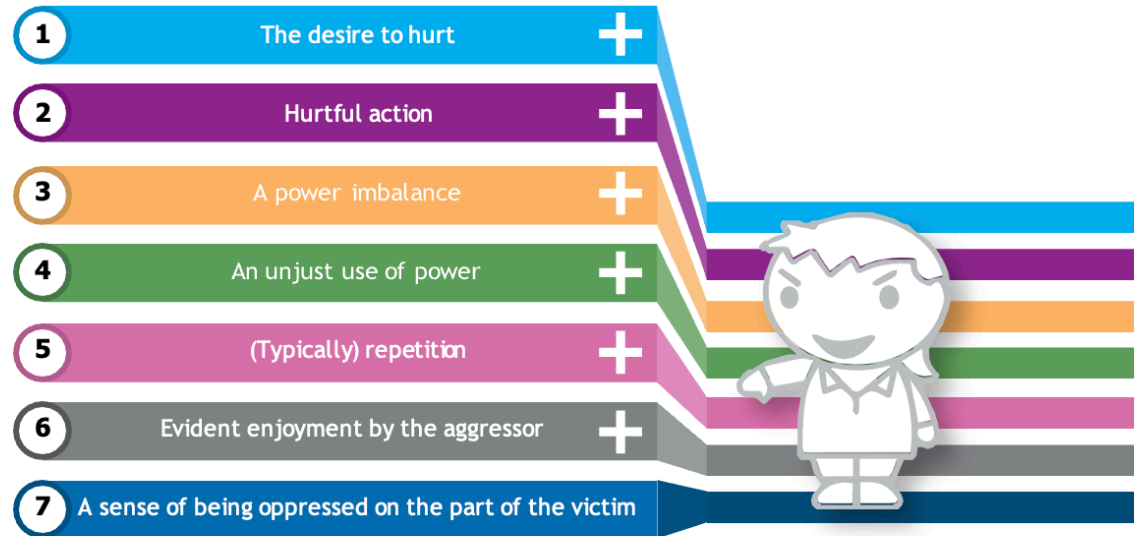 1 The desire to hurt +
2 Hurtful action +
3 A power imbalance +
4 An unjust use of power +
5 (Typically) repetition +
6 Evident enjoyment by the aggressor +
7 A sense of being oppressed on the part of the victim